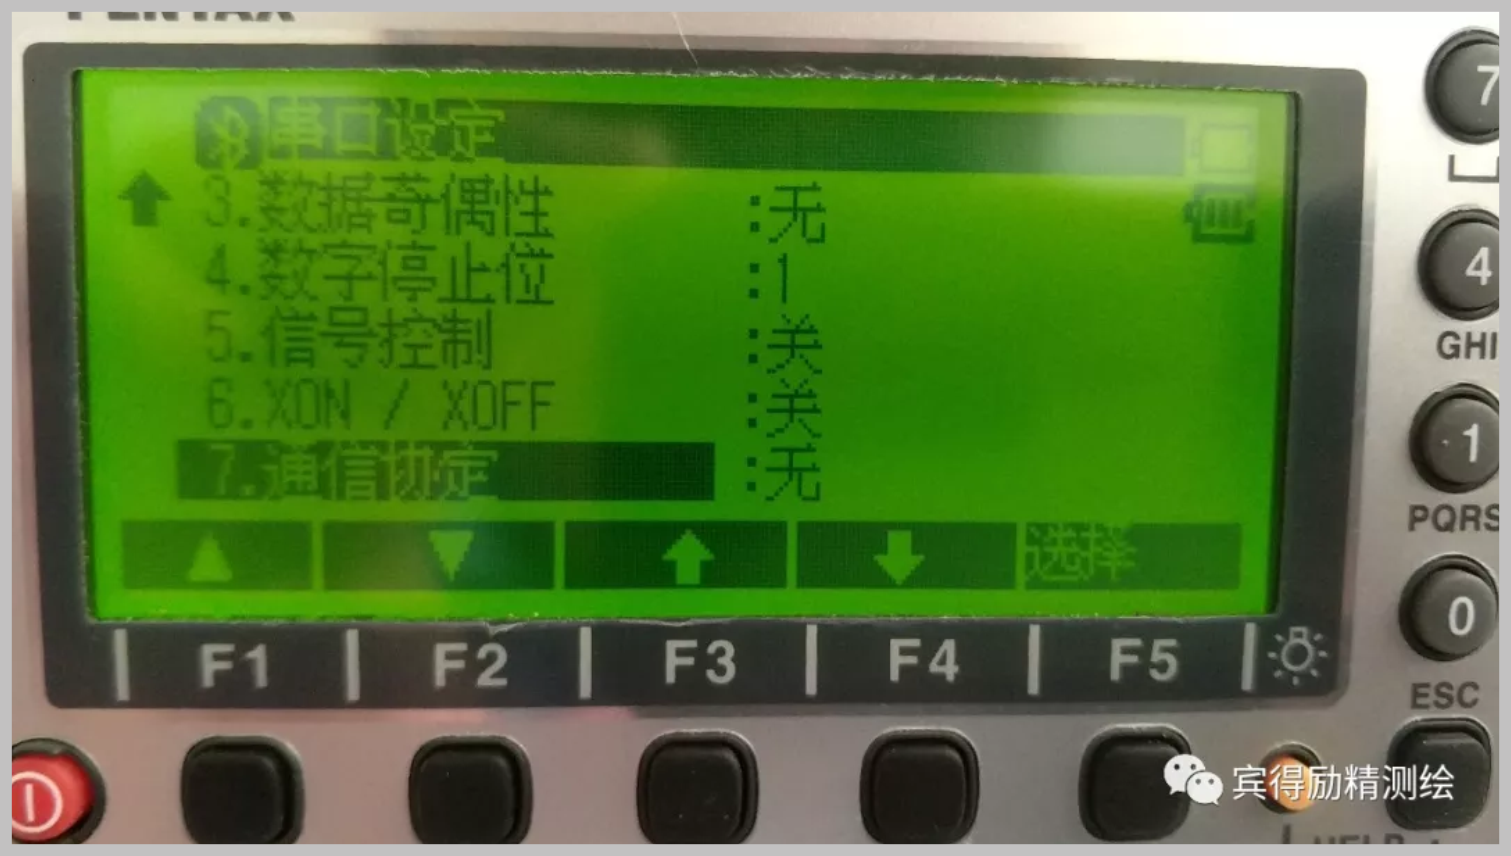 PENTAX
串口设定
3.数据奇偶性 :无
4.数字停止位 :1
5.信号控制 :关
6.XON / XOFF :关
7.通信协定 :无
选择
F1 F2 F3 F4 F5
7
4
GHI
1
PQRS
0
ESC
宾得励精测绘
HELP